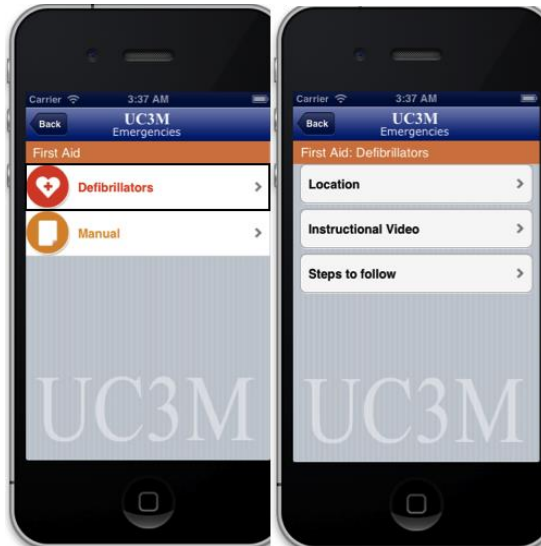 Carrier 3:37 AM
Back UC3M
Emergencies
First Aid
Defibrillators
Manual
UC3M
Carrier 3:37 AM
Back UC3M
Emergencies
First Aid: Defibrillators
Location
Instructional Video
Steps to follow
UC3M